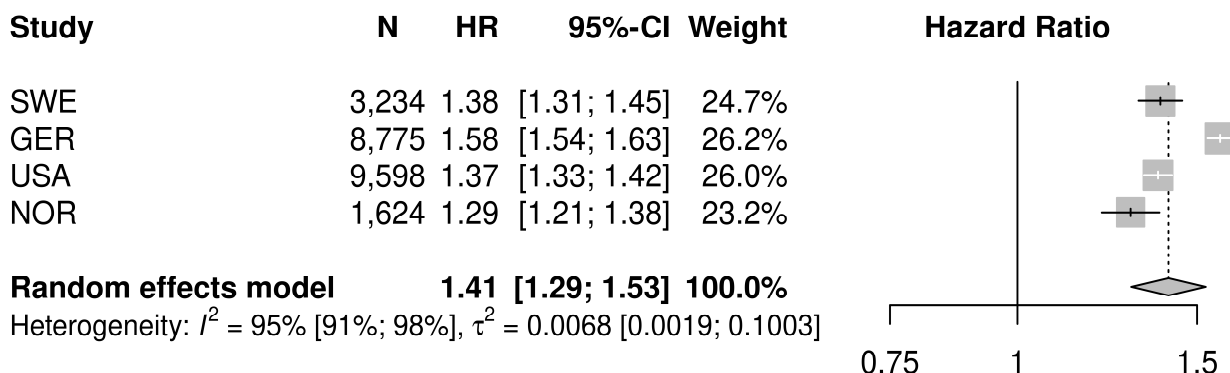 Study N HR 95%-CI Weight Hazard Ratio
SWE 3,234 1.38 [1.31; 1.45] 24.7%
GER 8,775 1.58 [1.54; 1.63] 26.2%
USA 9,598 1.37 [1.33; 1.42] 26.0%
NOR 1,624 1.29 [1.21; 1.38] 23.2%
Random effects model 1.41 [1.29; 1.53] 100.0%
Heterogeneity: I² = 95% [91%; 98%], τ² = 0.0068 [0.0019; 0.1003]
0.75 1 1.5